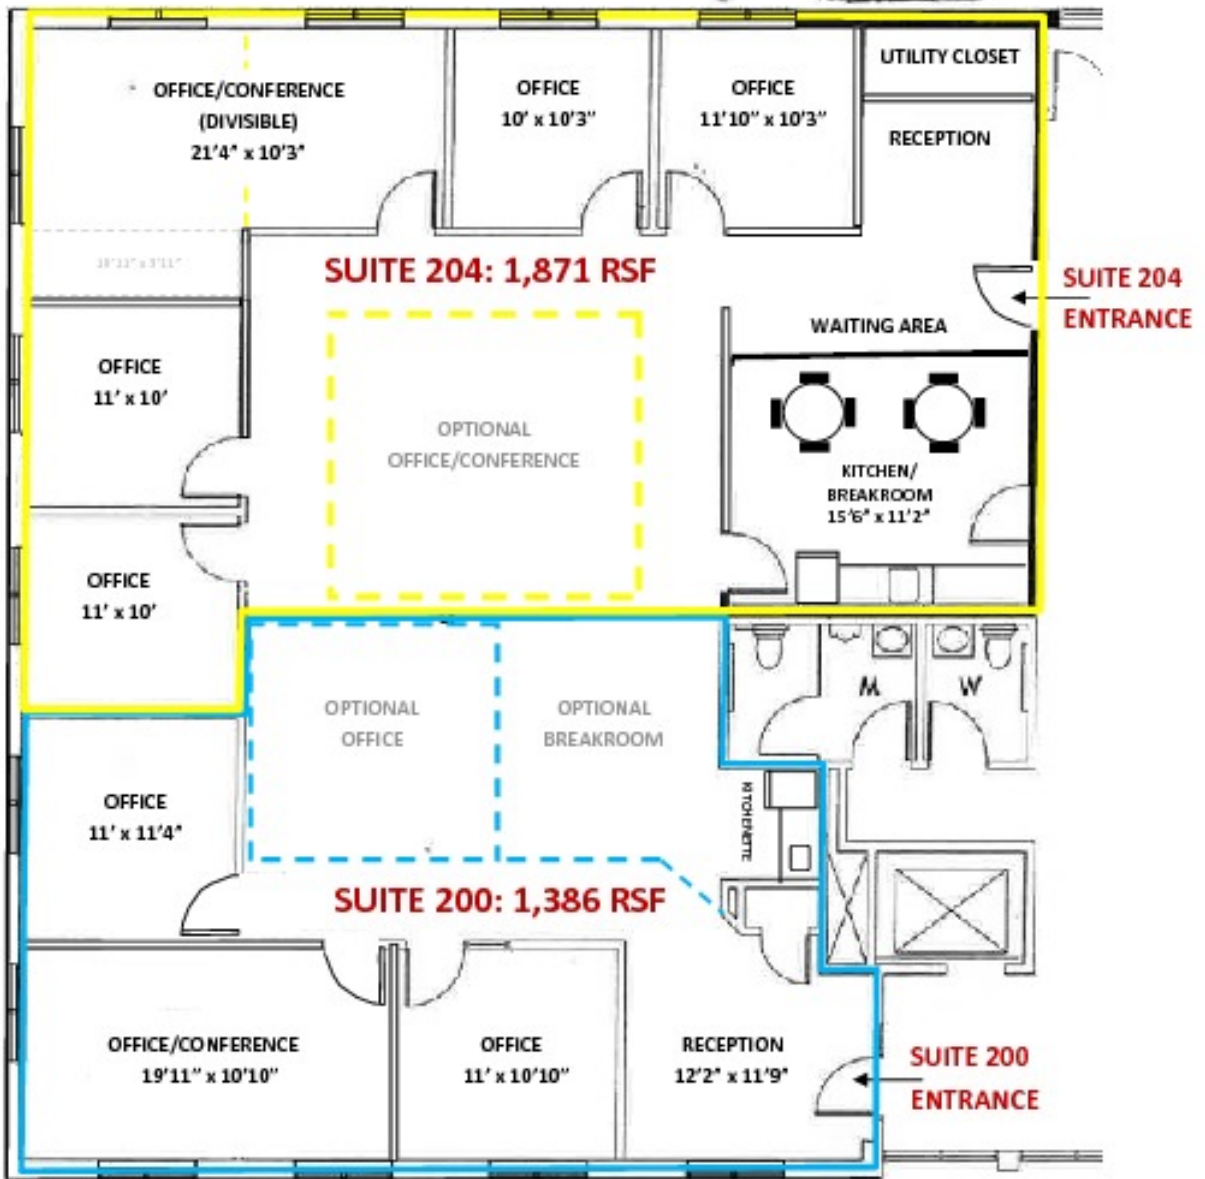 UTILITY CLOSET
OFFICE/CONFERENCE
(DIVISIBLE)
21'4" x 10'3"
OFFICE
10' x 10'3"
OFFICE
11'10" x 10'3"
RECEPTION
SUITE 204: 1,871 RSF
SUITE 204
ENTRANCE
WAITING AREA
OFFICE
11' x 10'
OPTIONAL
OFFICE/CONFERENCE
KITCHEN/
BREAKROOM
15'6" x 11'2"
OFFICE
11' x 10'
OPTIONAL
OFFICE
OPTIONAL
BREAKROOM
M
W
OFFICE
11' x 11'4"
KITCHENETTE
SUITE 200: 1,386 RSF
OFFICE/CONFERENCE
19'11" x 10'10"
OFFICE
11' x 10'10"
RECEPTION
12'2" x 11'9"
SUITE 200
ENTRANCE